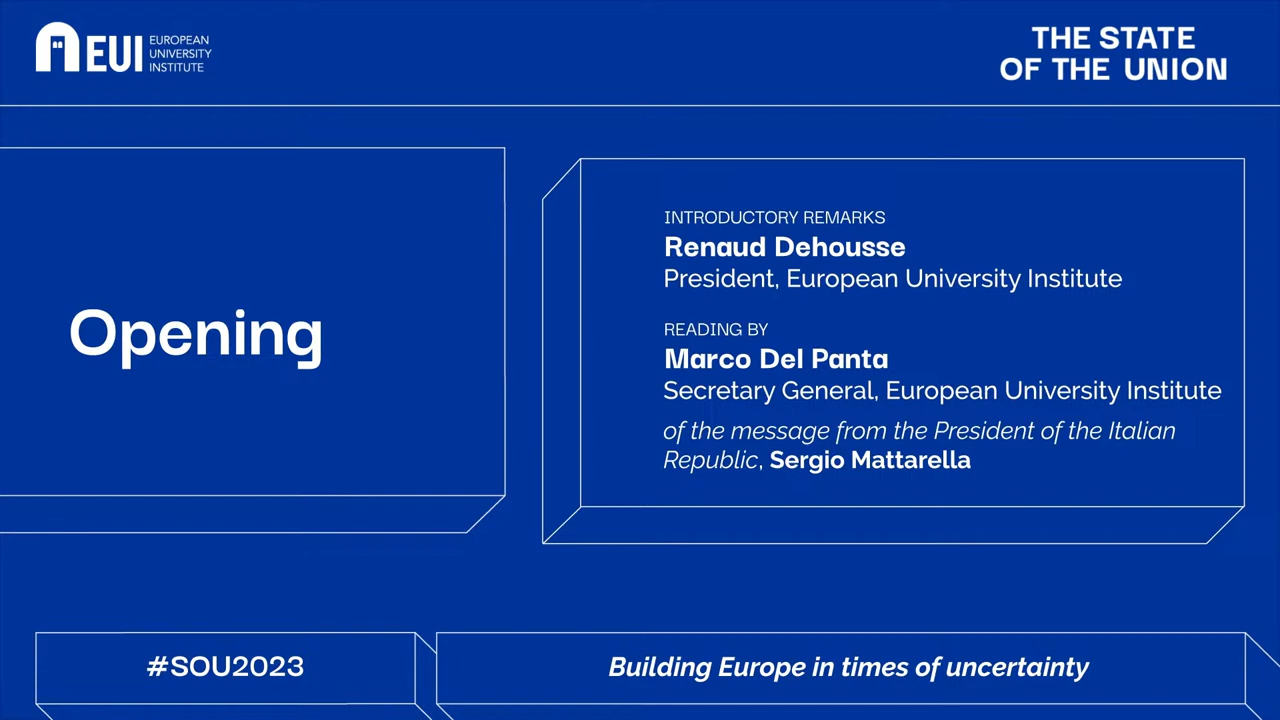 EUI
EUROPEAN
UNIVERSITY
INSTITUTE
THE STATE
OF THE UNION
Opening
INTRODUCTORY REMARKS
Renaud Dehousse
President, European University Institute
READING BY
Marco Del Panta
Secretary General, European University Institute
of the message from the President of the Italian
Republic, Sergio Mattarella
#SOU2023
Building Europe in times of uncertainty